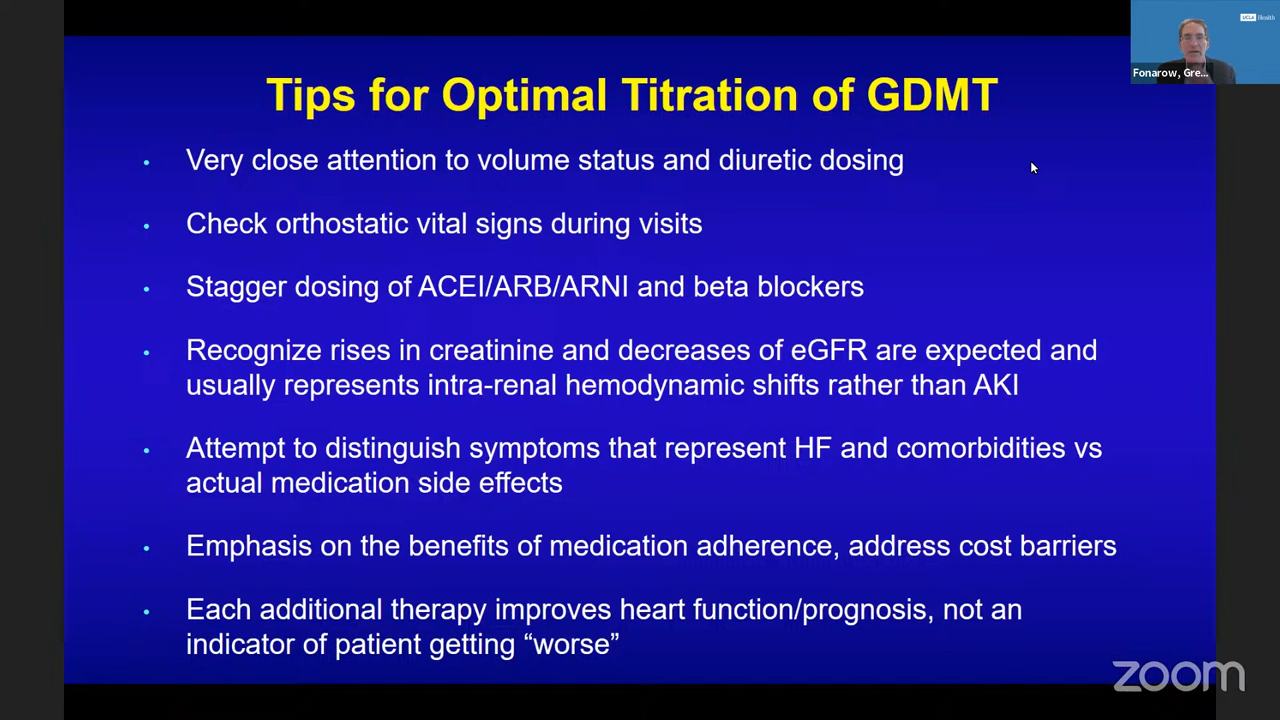 UCLA Health
Fonarow, Gre...
Tips for Optimal Titration of GDMT
• Very close attention to volume status and diuretic dosing
• Check orthostatic vital signs during visits
• Stagger dosing of ACEI/ARB/ARNI and beta blockers
• Recognize rises in creatinine and decreases of eGFR are expected and
usually represents intra-renal hemodynamic shifts rather than AKI
• Attempt to distinguish symptoms that represent HF and comorbidities vs
actual medication side effects
• Emphasis on the benefits of medication adherence, address cost barriers
• Each additional therapy improves heart function/prognosis, not an
indicator of patient getting “worse”
zoom